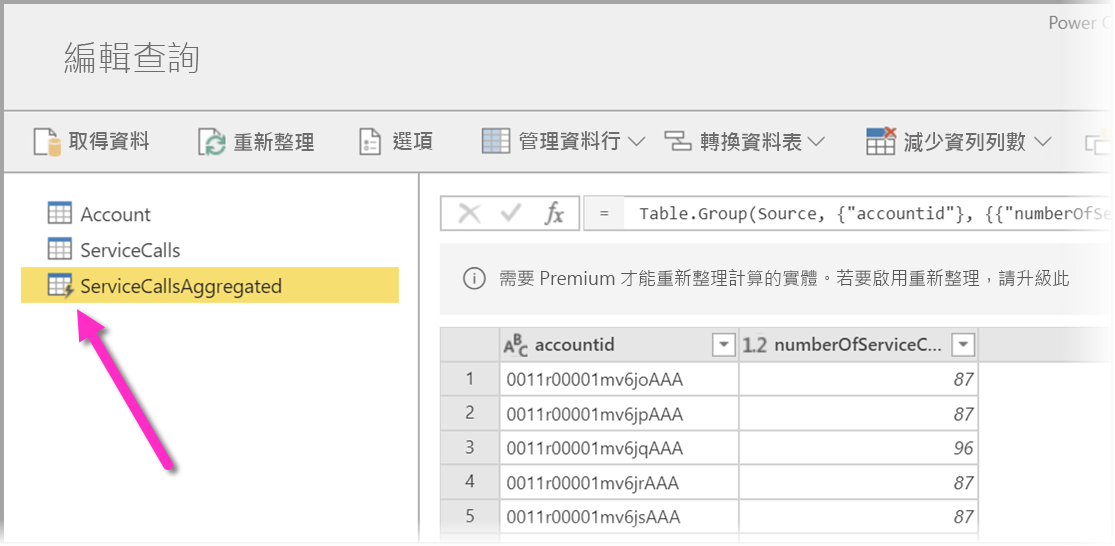 Power
編輯查詢
取得資料 重新整理 選項 管理資料行 轉換資料表 減少資列列數
Account
ServiceCalls
ServiceCallsAggregated
fx = Table.Group(Source, {"accountid"}, {{"numberOfSe
需要 Premium 才能重新整理計算的實體。若要啟用重新整理，請升級此
ABC accountid 1.2 numberOfServiceC...
1 0011r00001mv6joAAA 87
2 0011r00001mv6jpAAA 87
3 0011r00001mv6jqAAA 96
4 0011r00001mv6jrAAA 87
5 0011r00001mv6jsAAA 87